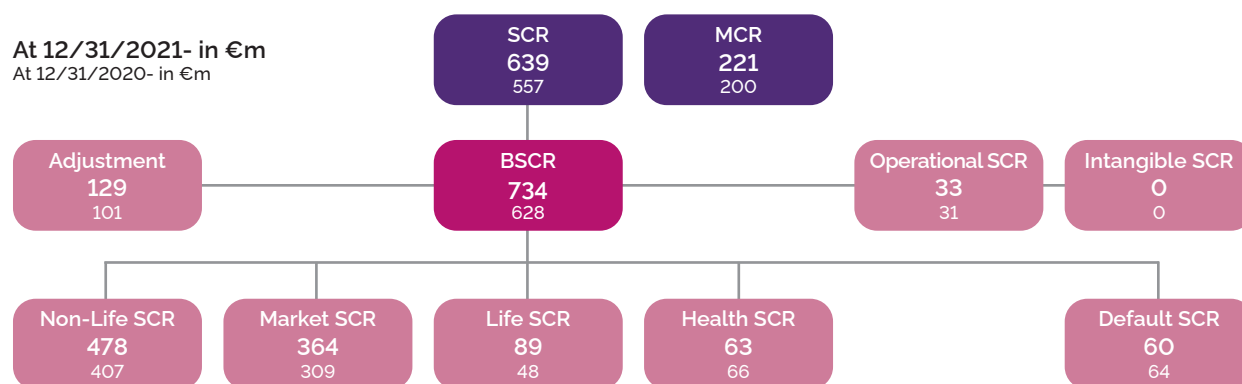 At 12/31/2021- in €m
At 12/31/2020- in €m
SCR
639
557
MCR
221
200
Adjustment
129
101
BSCR
734
628
Operational SCR
33
31
Intangible SCR
0
0
Non-Life SCR
478
407
Market SCR
364
309
Life SCR
89
48
Health SCR
63
66
Default SCR
60
64